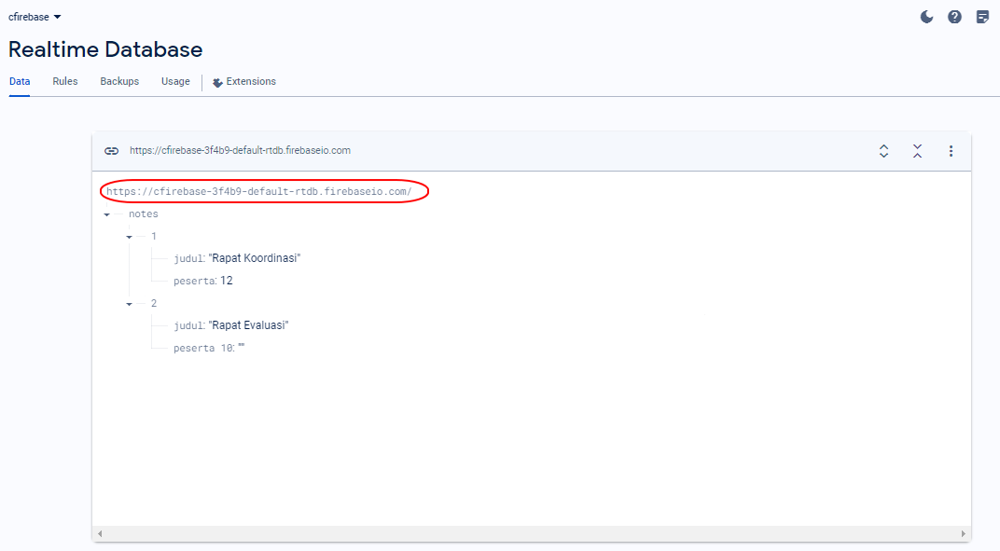 cfirebase
Realtime Database
Data Rules Backups Usage Extensions
https://cfirebase-3f4b9-default-rtdb.firebaseio.com
https://cfirebase-3f4b9-default-rtdb.firebaseio.com/
notes
1
judul: "Rapat Koordinasi"
peserta: 12
2
judul: "Rapat Evaluasi"
peserta 10: ""